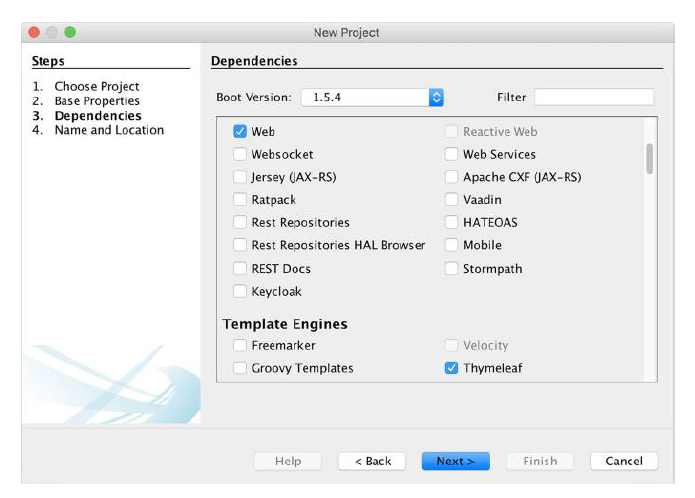 New Project
Steps
1. Choose Project
2. Base Properties
3. Dependencies
4. Name and Location
Dependencies
Boot Version: 1.5.4 Filter
Web Reactive Web
Websocket Web Services
Jersey (JAX-RS) Apache CXF (JAX-RS)
Ratpack Vaadin
Rest Repositories HATEOAS
Rest Repositories HAL Browser Mobile
REST Docs Stormpath
Keycloak
Template Engines
Freemarker Velocity
Groovy Templates Thymeleaf
Help < Back Next > Finish Cancel